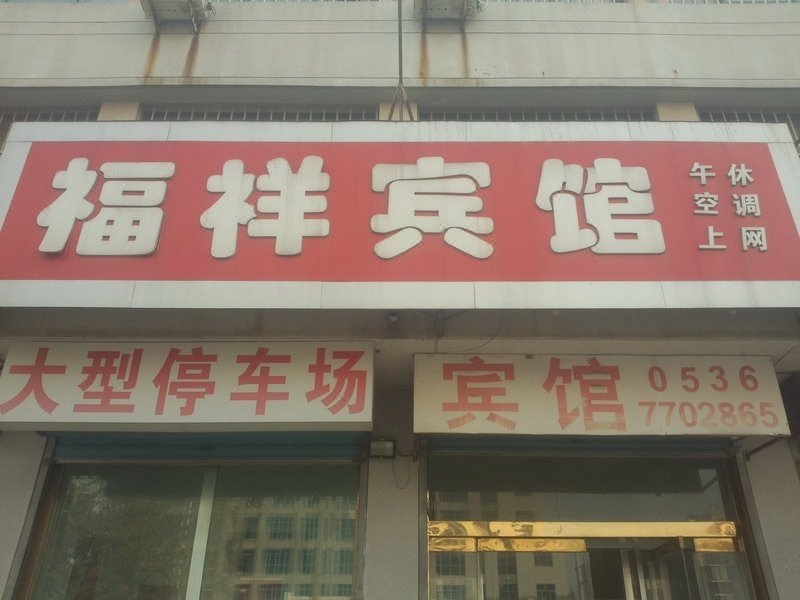 福祥宾馆
午休
空调
上网
大型停车场
宾馆
0536
7702865